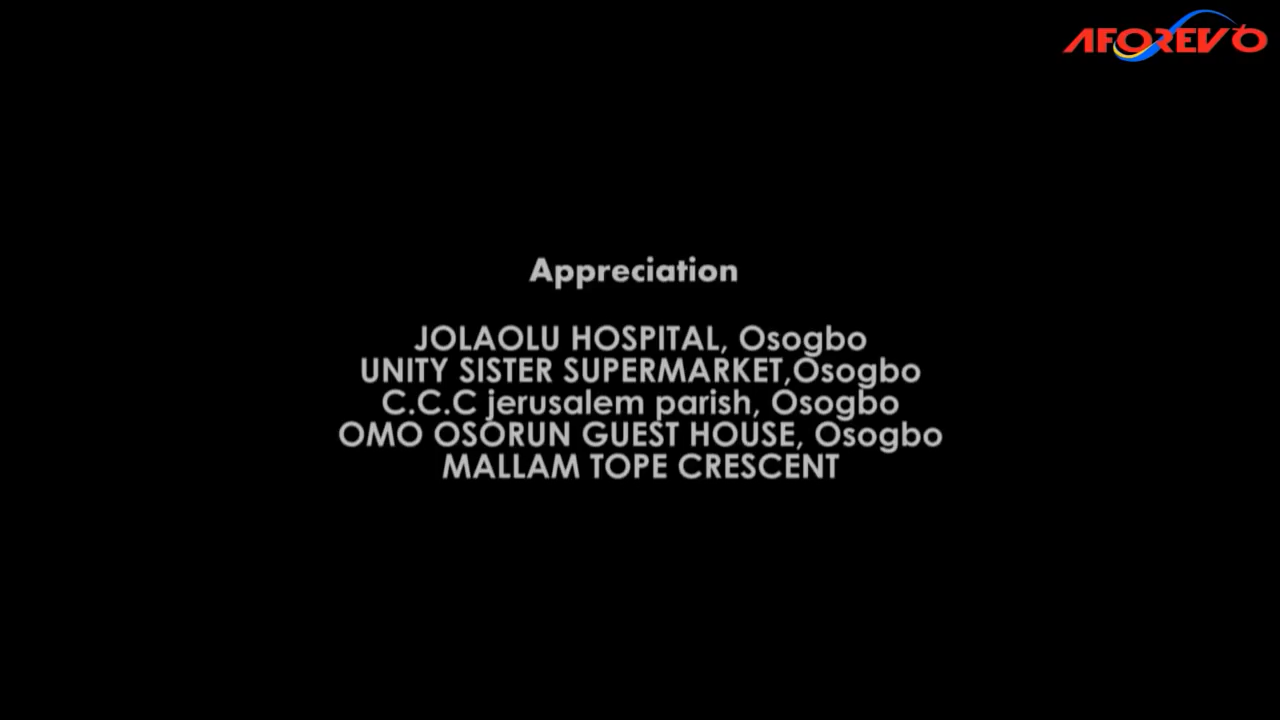 AFOREVO
Appreciation
JOLAOLU HOSPITAL, Osogbo
UNITY SISTER SUPERMARKET,Osogbo
C.C.C jerusalem parish, Osogbo
OMO OSORUN GUEST HOUSE, Osogbo
MALLAM TOPE CRESCENT